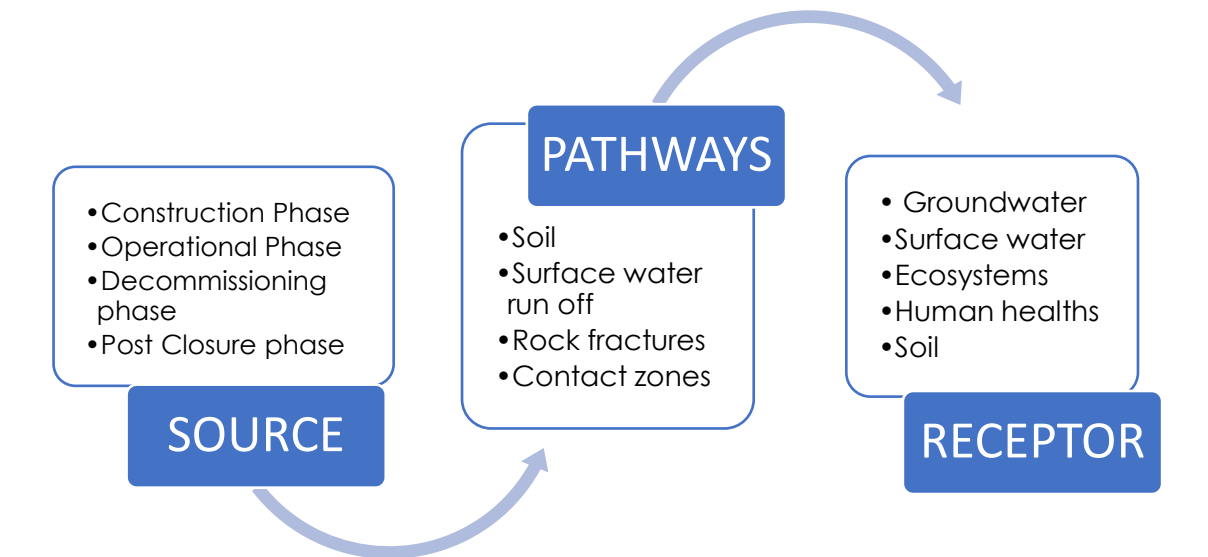 •Construction Phase
•Operational Phase
•Decommissioning
phase
•Post Closure phase
SOURCE
PATHWAYS
•Soil
•Surface water
run off
•Rock fractures
•Contact zones
• Groundwater
•Surface water
•Ecosystems
•Human healths
•Soil
RECEPTOR